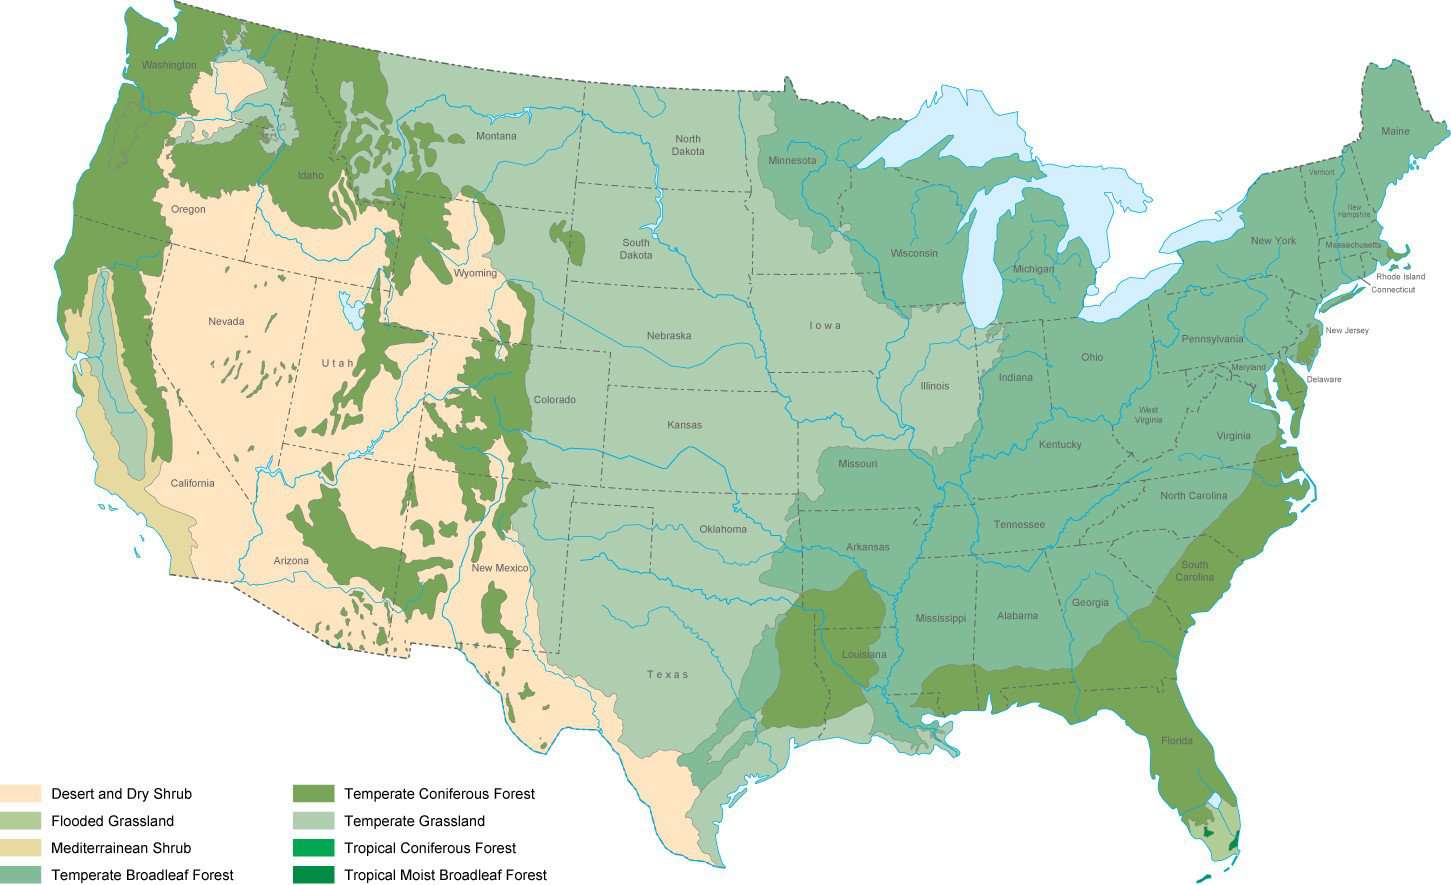 Washington
Maine
Montana
North
Dakota
Minnesota
Vermont
Idaho
Oregon
New
Hampshire
South
Dakota
Wisconsin
New York
Massachusetts
Wyoming
Michigan
Rhode Island
Connecticut
Nevada
Iowa
Nebraska
Pennsylvania
New Jersey
Utah
Ohio
Illinois
Indiana
Maryland
Delaware
Colorado
Kansas
West
Virginia
Virginia
Kentucky
Missouri
California
North Carolina
Oklahoma
Tennessee
Arkansas
Arizona
New Mexico
South
Carolina
Mississippi
Alabama
Georgia
Louisiana
Texas
Florida
Desert and Dry Shrub
Flooded Grassland
Mediterrainean Shrub
Temperate Broadleaf Forest
Temperate Coniferous Forest
Temperate Grassland
Tropical Coniferous Forest
Tropical Moist Broadleaf Forest